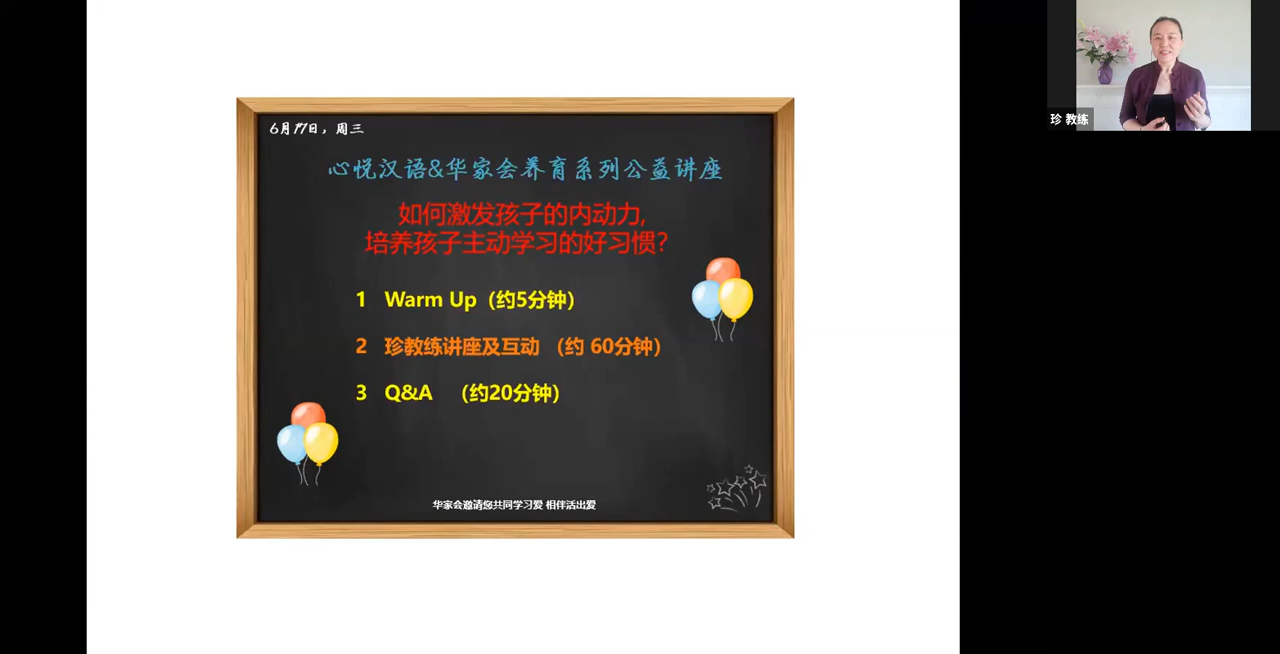 6月17日，周三
心悦汉语&华家会养育系列公益讲座
如何激发孩子的内动力,
培养孩子主动学习的好习惯?
1 Warm Up (约5分钟)
2 珍教练讲座及互动 (约 60分钟)
3 Q&A (约20分钟)
华家会邀请您共同学习爱 相伴活出爱
珍 教练